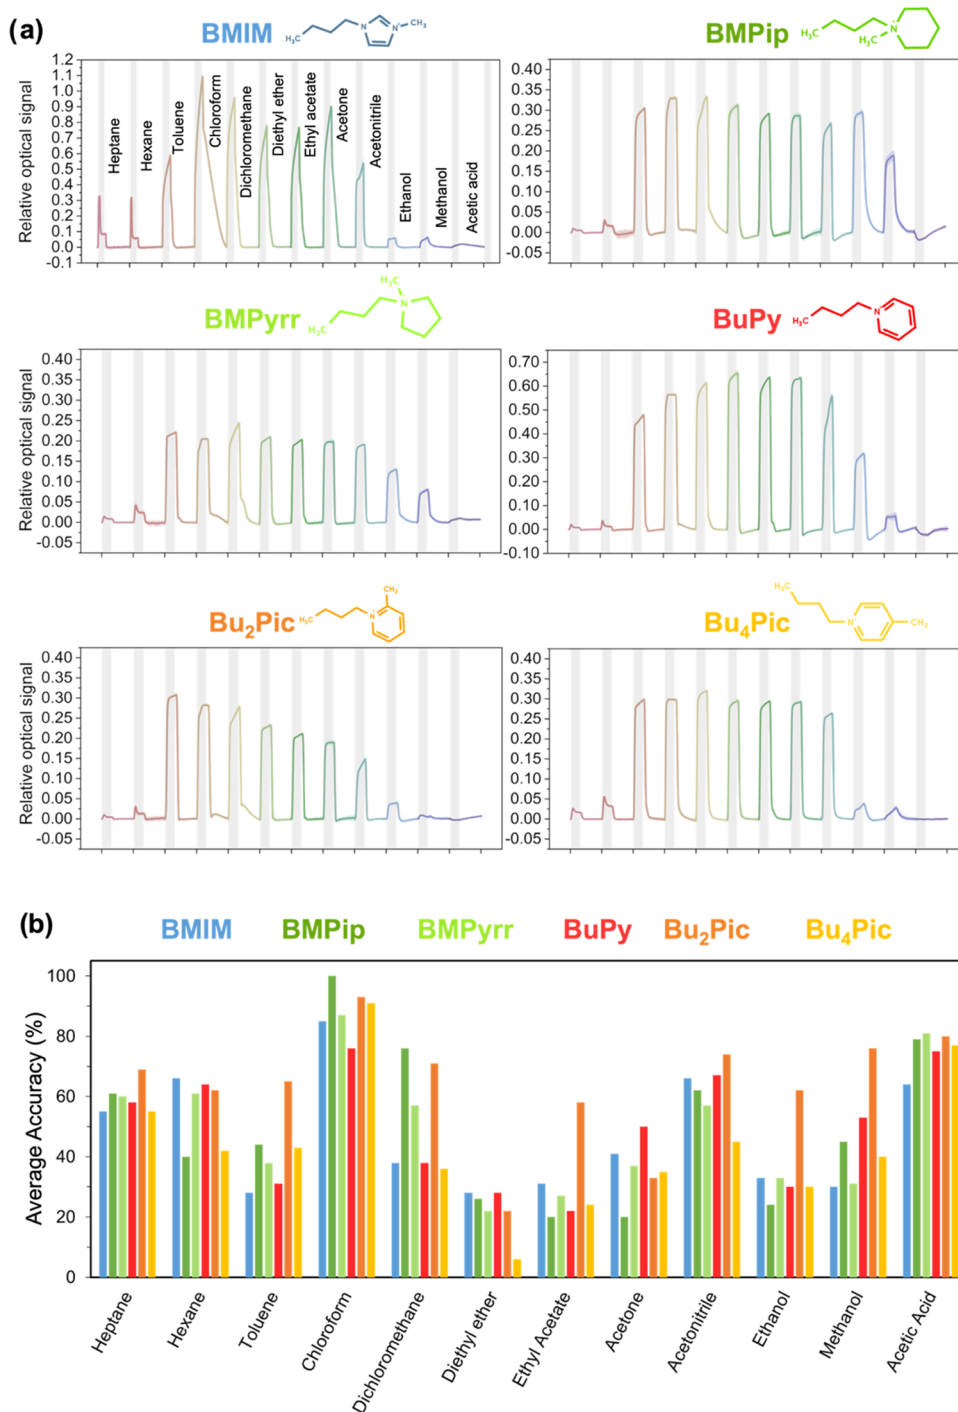 (a)
BMIM
H₃C
N
N⁺
CH₃
BMPip
H₃C
N⁺
CH₃
Relative optical signal
1.2
1.1
1.0
0.9
0.8
0.7
0.6
0.5
0.4
0.3
0.2
0.1
0.0
-0.1
Heptane
Hexane
Toluene
Chloroform
Dichloromethane
Diethyl ether
Ethyl acetate
Acetone
Acetonitrile
Ethanol
Methanol
Acetic acid
0.40
0.35
0.30
0.25
0.20
0.15
0.10
0.05
0.00
-0.05
BMPyrr
H₃C
N⁺
H₃C
BuPy
H₃C
N⁺
Relative optical signal
0.40
0.35
0.30
0.25
0.20
0.15
0.10
0.05
0.00
-0.05
0.70
0.60
0.50
0.40
0.30
0.20
0.10
0.00
-0.10
Bu₂Pic
H₃C
N⁺
CH₃
Bu₄Pic
H₃C
N⁺
CH₃
Relative optical signal
0.40
0.35
0.30
0.25
0.20
0.15
0.10
0.05
0.00
-0.05
0.40
0.35
0.30
0.25
0.20
0.15
0.10
0.05
0.00
-0.05
(b)
BMIM BMPip BMPyrr BuPy Bu₂Pic Bu₄Pic
Average Accuracy (%)
100
80
60
40
20
0
Heptane
Hexane
Toluene
Chloroform
Dichloromethane
Diethyl ether
Ethyl Acetate
Acetone
Acetonitrile
Ethanol
Methanol
Acetic Acid